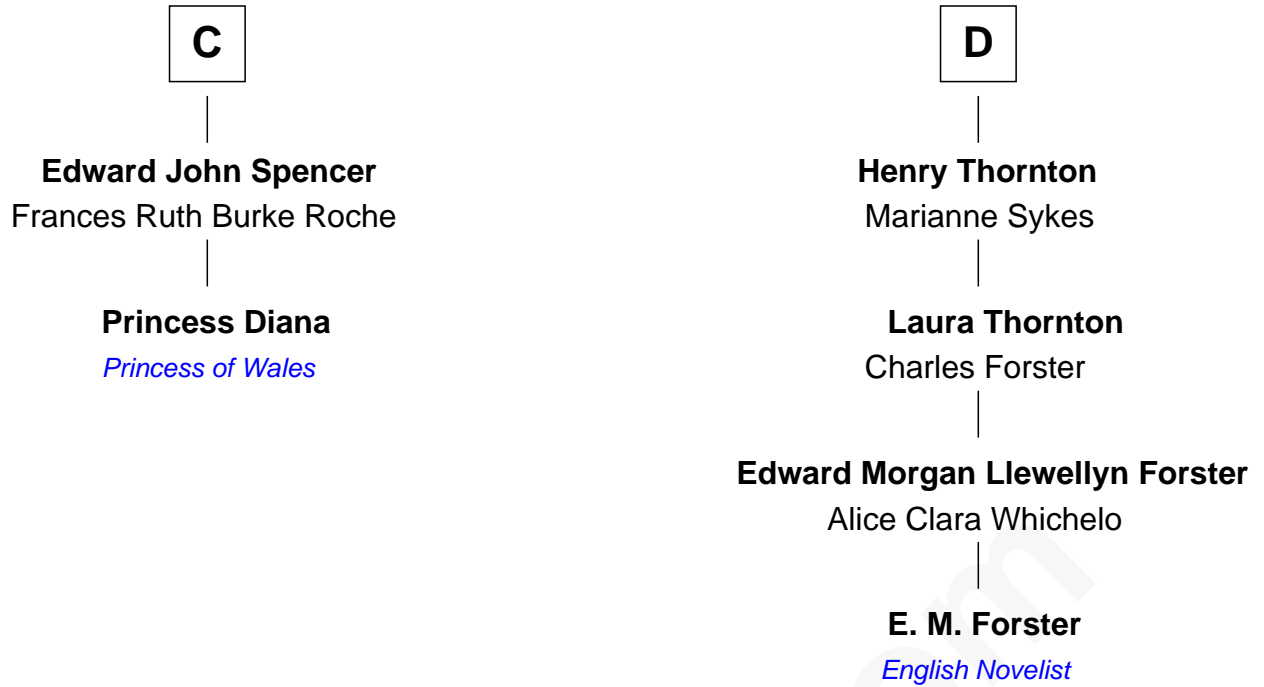 C
Edward John Spencer
Frances Ruth Burke Roche
Princess Diana
Princess of Wales
D
Henry Thornton
Marianne Sykes
Laura Thornton
Charles Forster
Edward Morgan Llewellyn Forster
Alice Clara Whichelo
E. M. Forster
English Novelist